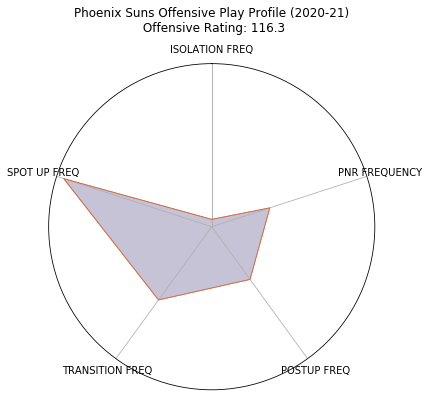 Phoenix Suns Offensive Play Profile (2020-21)
Offensive Rating: 116.3
ISOLATION FREQ
SPOT UP FREQ
PNR FREQUENCY
TRANSITION FREQ
POSTUP FREQ